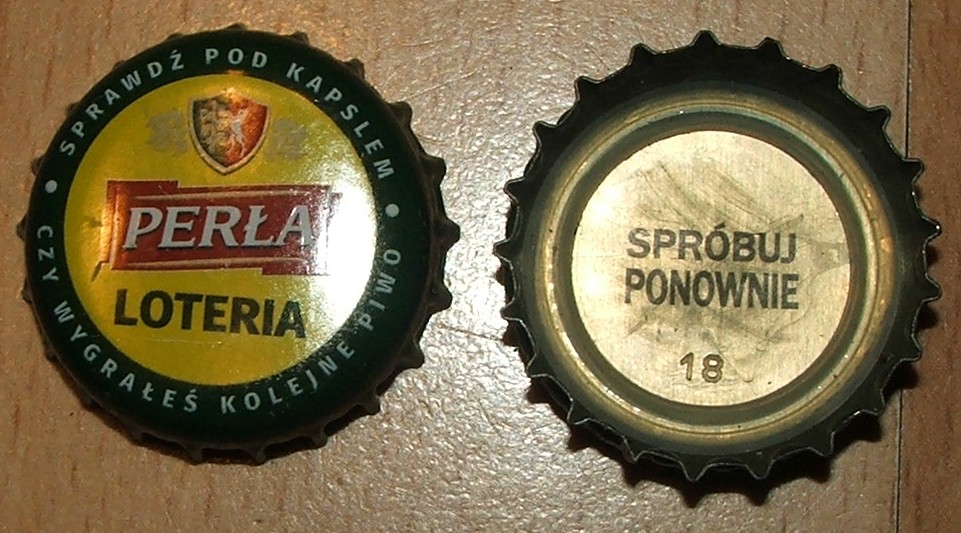 SPRAWDŹ POD KAPSLEM
PERŁA
LOTERIA
CZY WYGRAŁEŚ KOLEJNE PIWO
SPRÓBUJ
PONOWNIE
18